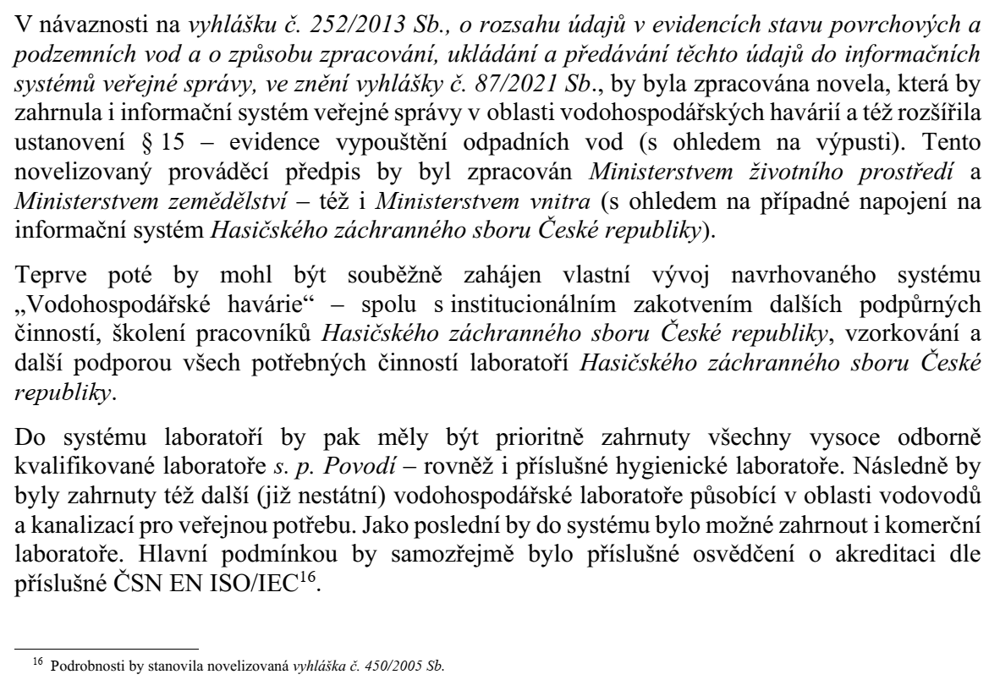 V návaznosti na vyhlášku č. 252/2013 Sb., o rozsahu údajů v evidencích stavu povrchových a
podzemních vod a o způsobu zpracování, ukládání a předávání těchto údajů do informačních
systémů veřejné správy, ve znění vyhlášky č. 87/2021 Sb., by byla zpracována novela, která by
zahrnula i informační systém veřejné správy v oblasti vodohospodářských havárií a též rozšířila
ustanovení § 15 – evidence vypouštění odpadních vod (s ohledem na výpusti). Tento
novelizovaný prováděcí předpis by byl zpracován Ministerstvem životního prostředí a
Ministerstvem zemědělství – též i Ministerstvem vnitra (s ohledem na případné napojení na
informační systém Hasičského záchranného sboru České republiky).
Teprve poté by mohl být souběžně zahájen vlastní vývoj navrhovaného systému
„Vodohospodářské havárie“ – spolu s institucionálním zakotvením dalších podpůrných
činností, školení pracovníků Hasičského záchranného sboru České republiky, vzorkování a
další podporou všech potřebných činností laboratoří Hasičského záchranného sboru České
republiky.
Do systému laboratoří by pak měly být prioritně zahrnuty všechny vysoce odborně
kvalifikované laboratoře s. p. Povodí – rovněž i příslušné hygienické laboratoře. Následně by
byly zahrnuty též další (již nestátní) vodohospodářské laboratoře působící v oblasti vodovodů
a kanalizací pro veřejnou potřebu. Jako poslední by do systému bylo možné zahrnout i komerční
laboratoře. Hlavní podmínkou by samozřejmě bylo příslušné osvědčení o akreditaci dle
příslušné ČSN EN ISO/IEC16.
16 Podrobnosti by stanovila novelizovaná vyhláška č. 450/2005 Sb.